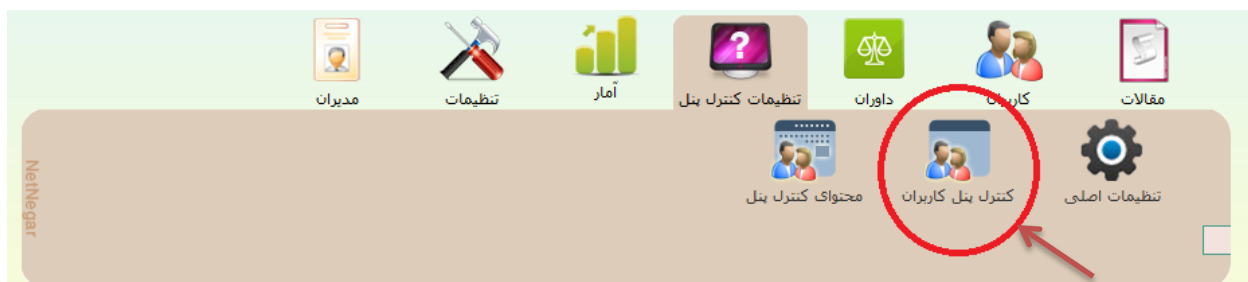 مقالات کاربران داوران تنظیمات کنترل پنل آمار تنظیمات مدیران
تنظیمات اصلی کنترل پنل کاربران محتوای کنترل پنل
NetNegar